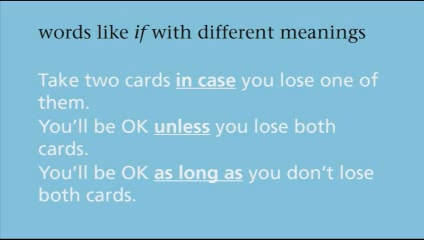 words like if with different meanings
Take two cards in case you lose one of
them.
You'll be OK unless you lose both
cards.
You'll be OK as long as you don't lose
both cards.